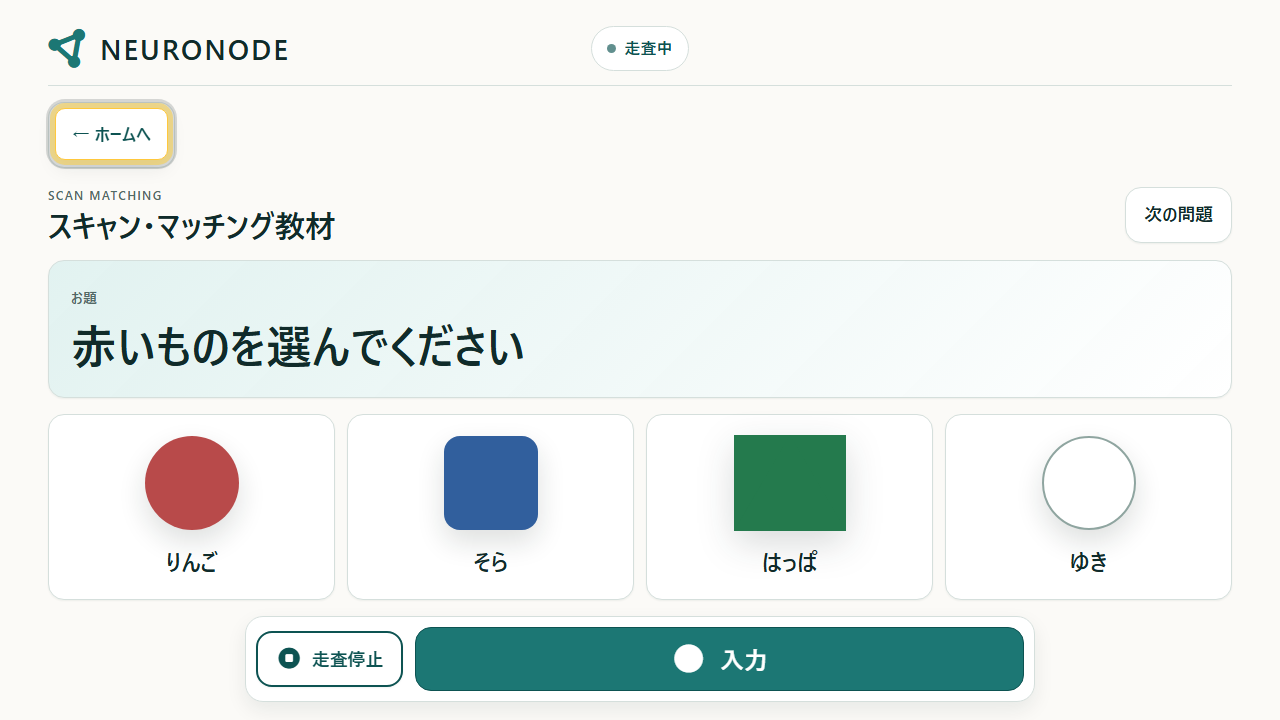 NEURONODE
走査中
← ホームへ
SCAN MATCHING
スキャン・マッチング教材
次の問題
お題
赤いものを選んでください
りんご
そら
はっぱ
ゆき
走査停止
入力